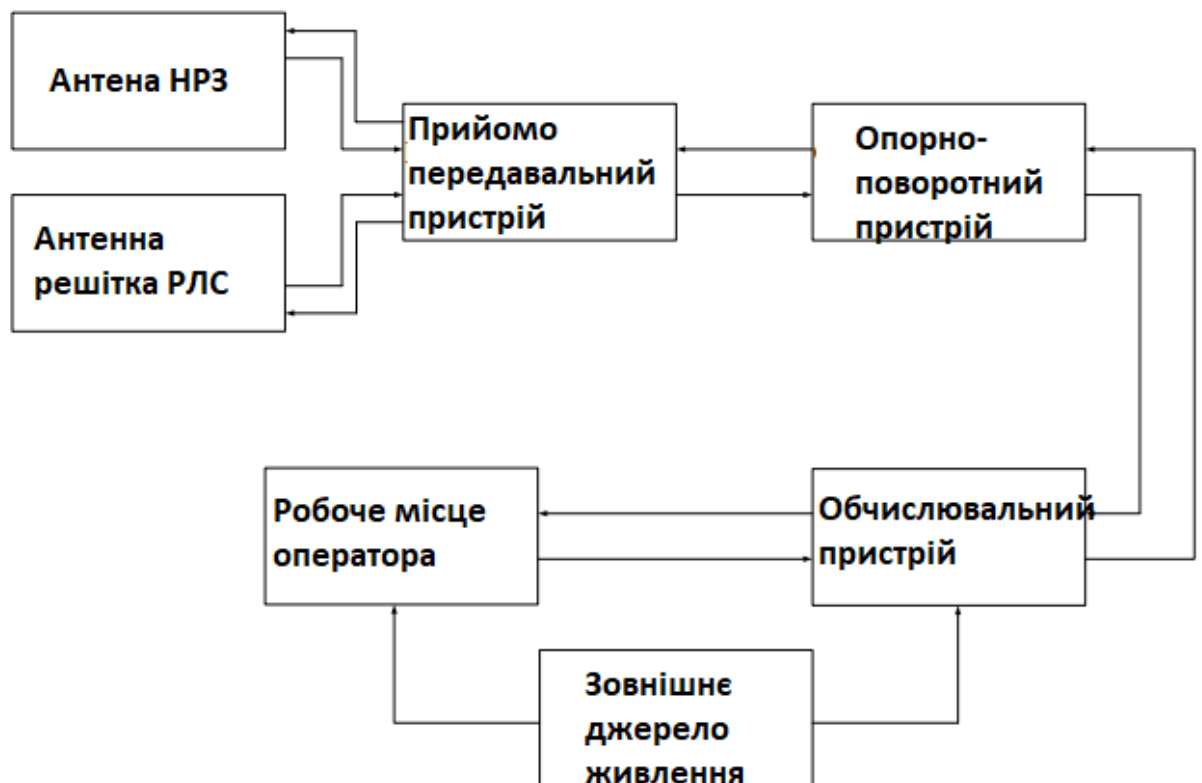 Антена НРЗ
Прийомо
передавальний
пристрій
Опорно-
поворотний
пристрій
Антенна
решітка РЛС
Робоче місце
оператора
Обчислювальний
пристрій
Зовнішнє
джерело
живлення